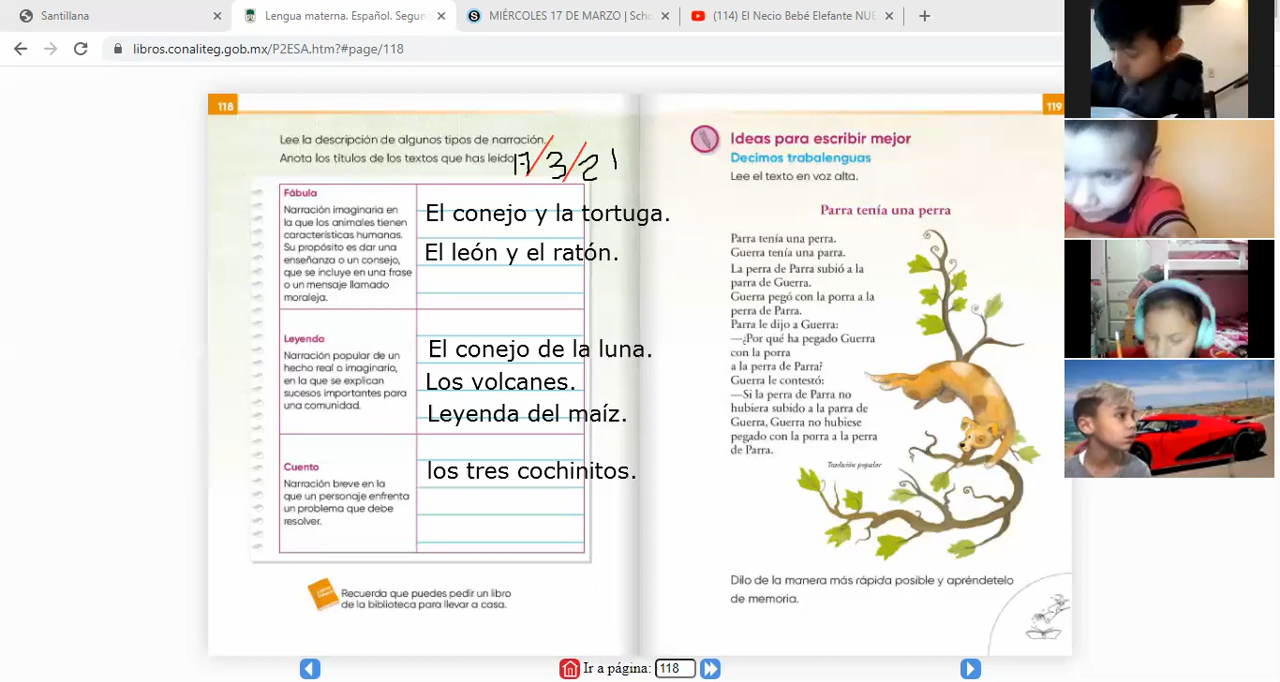 Santillana
Lengua materna. Español. Segun
MIÉRCOLES 17 DE MARZO | Sch
(114) El Necio Bebé Elefante NUE
libros.conaliteg.gob.mx/P2ESA.htm?#page/118
118
Lee la descripción de algunos tipos de narración.
Anota los títulos de los textos que has leído.
17/3/21
Fábula
Narración imaginaria en
la que los animales tienen
características humanas.
Su propósito es dar una
enseñanza o un consejo,
que se incluye en una frase
o un mensaje llamado
moraleja.
El conejo y la tortuga.
El león y el ratón.
Leyenda
Narración popular de un
hecho real o imaginario,
en la que se explican
sucesos importantes para
una comunidad.
El conejo de la luna.
Los volcanes.
Leyenda del maíz.
Cuento
Narración breve en la
que un personaje enfrenta
un problema que debe
resolver.
los tres cochinitos.
Recuerda que puedes pedir un libro
de la biblioteca para llevar a casa.
119
Ideas para escribir mejor
Decimos trabalenguas
Lee el texto en voz alta.
Parra tenía una perra
Parra tenía una perra.
Guerra tenía una parra.
La perra de Parra subió a la
parra de Guerra.
Guerra pegó con la porra a la
perra de Parra.
Parra le dijo a Guerra:
—¿Por qué ha pegado Guerra
con la porra
a la perra de Parra?
Guerra le contestó:
—Si la perra de Parra no
hubiera subido a la parra de
Guerra, Guerra no hubiese
pegado con la porra a la perra
de Parra.
Tradición popular
Dilo de la manera más rápida posible y apréndetelo
de memoria.
Ir a página: 118